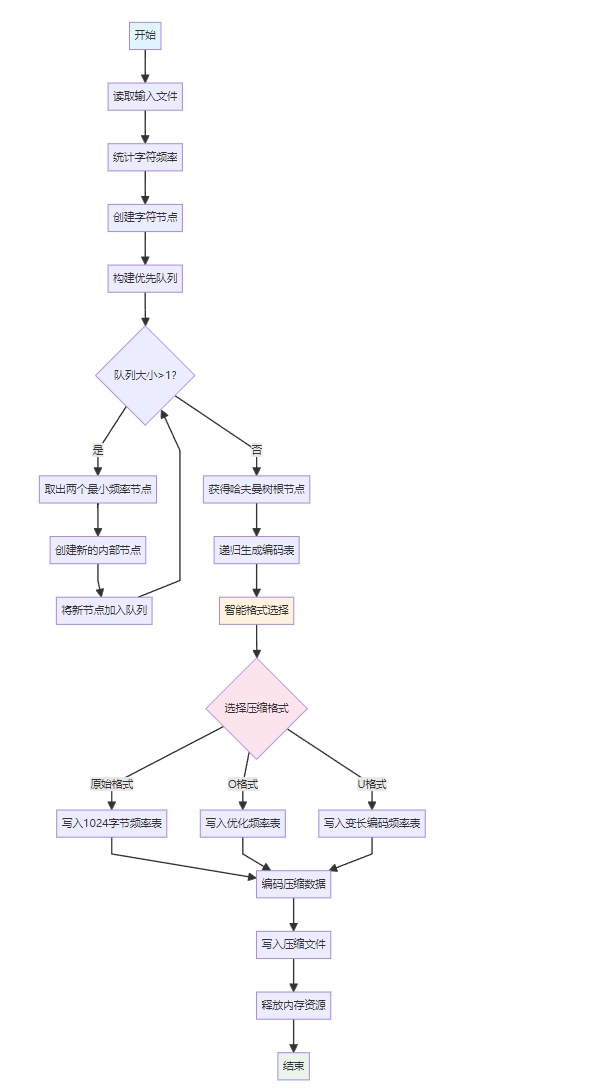 开始
读取输入文件
统计字符频率
创建字符节点
构建优先队列
队列大小>1?
是
否
取出两个最小频率节点
获得哈夫曼树根节点
创建新的内部节点
递归生成编码表
将新节点加入队列
智能格式选择
选择压缩格式
原始格式
O格式
U格式
写入1024字节频率表
写入优化频率表
写入变长编码频率表
编码压缩数据
写入压缩文件
释放内存资源
结束